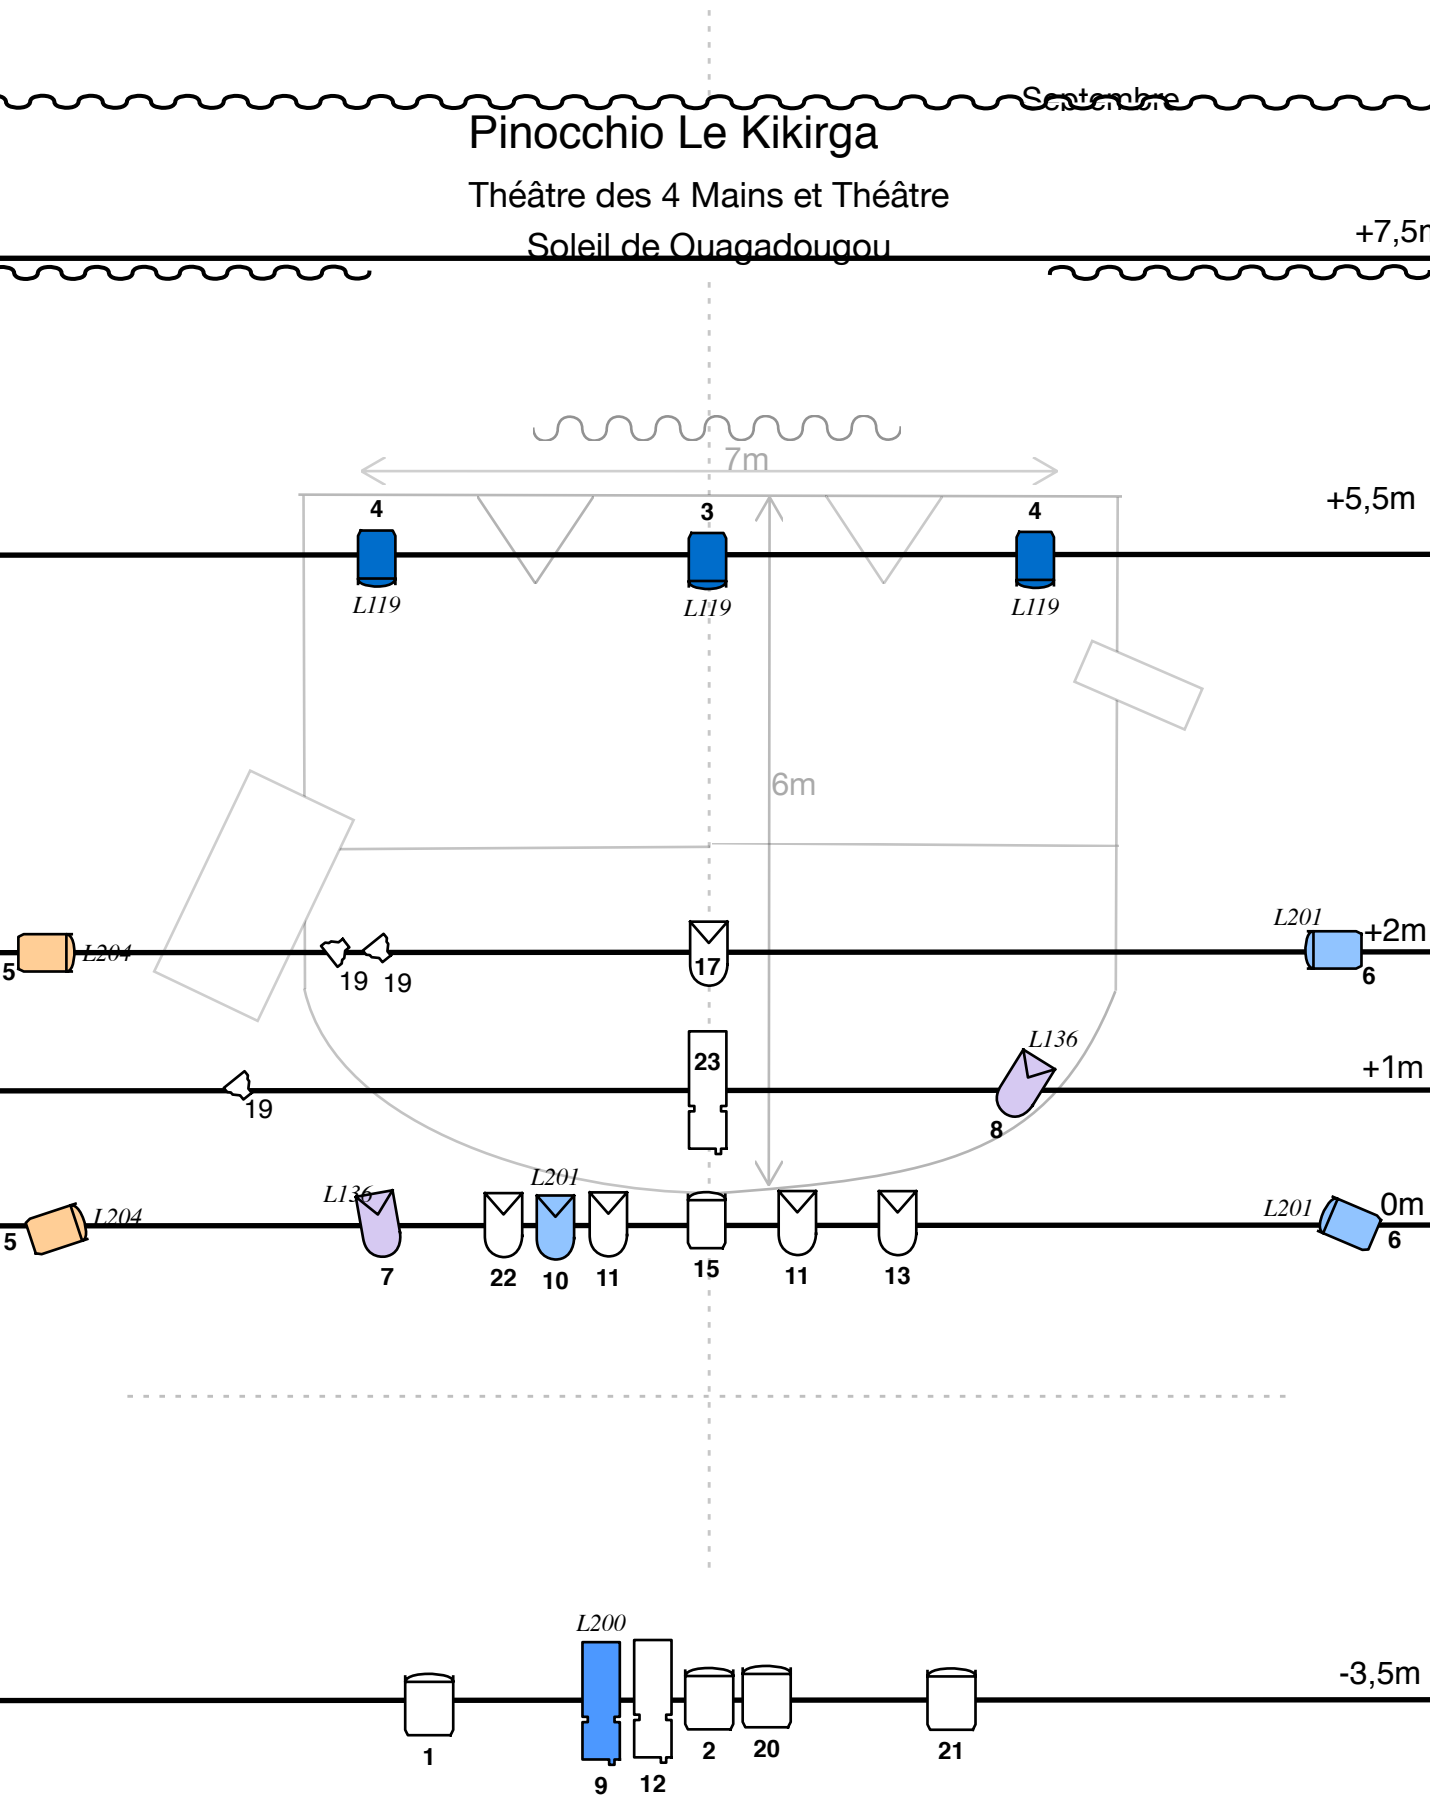 Septembre
Pinocchio Le Kikirga
Théâtre des 4 Mains et Théâtre
Soleil de Ouagadougou
+7,5m
7m
+5,5m
4
3
4
L119
L119
L119
6m
L201
+2m
5
L204
19
19
17
6
L136
+1m
23
19
8
L201
L136
L204
L201
0m
5
6
7
22
10
11
15
11
13
L200
-3,5m
1
9
12
2
20
21